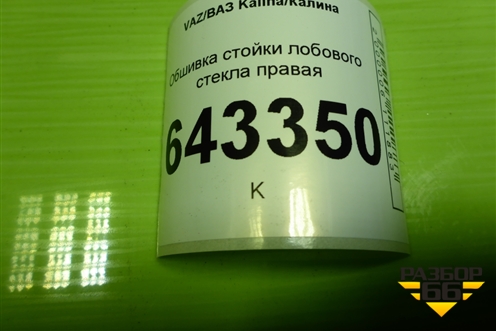 VAZ/ВАЗ Kalina/Калина
Обшивка стойки лобового
стекла правая
643350
К
РАЗБОР
66